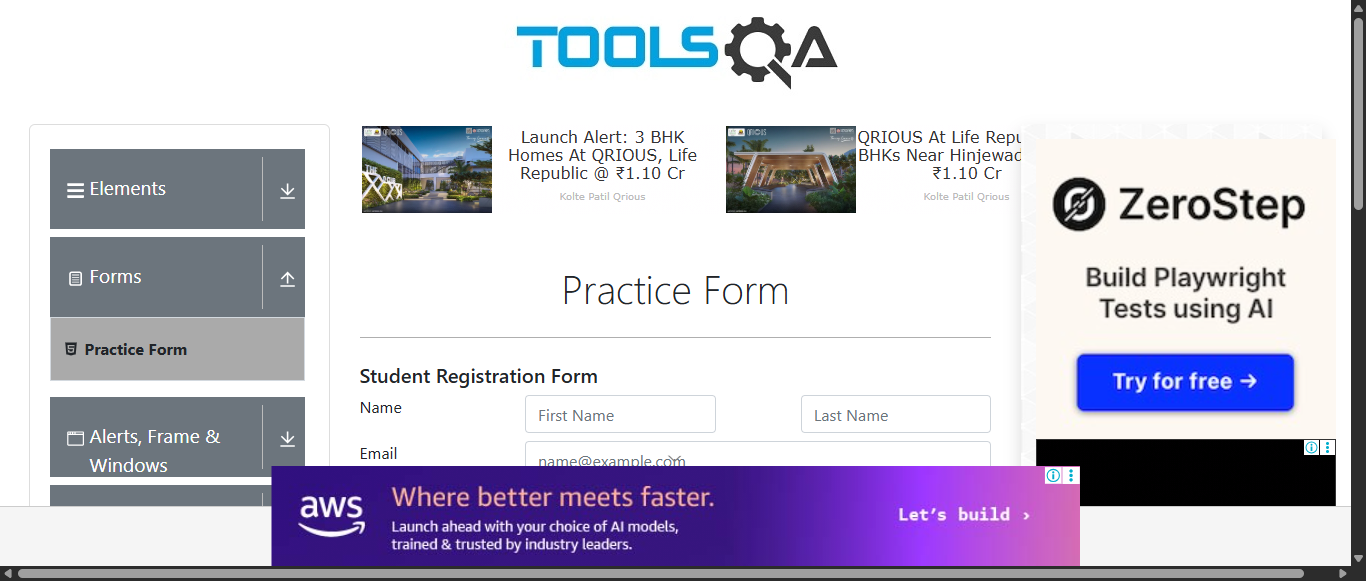 TOOLSQA
Elements
Forms
Practice Form
Alerts, Frame &
Windows
Launch Alert: 3 BHK
Homes At QRIOUS, Life
Republic @ ₹1.10 Cr
Kolte Patil Qrious
QRIOUS At Life Repu
BHKs Near Hinjewad
₹1.10 Cr
Kolte Patil Qrious
Practice Form
Student Registration Form
Name
First Name
Last Name
Email
name@example.com
ZeroStep
Build Playwright
Tests using AI
Try for free →
aws
Where better meets faster.
Launch ahead with your choice of AI models,
trained & trusted by industry leaders.
Let's build ›